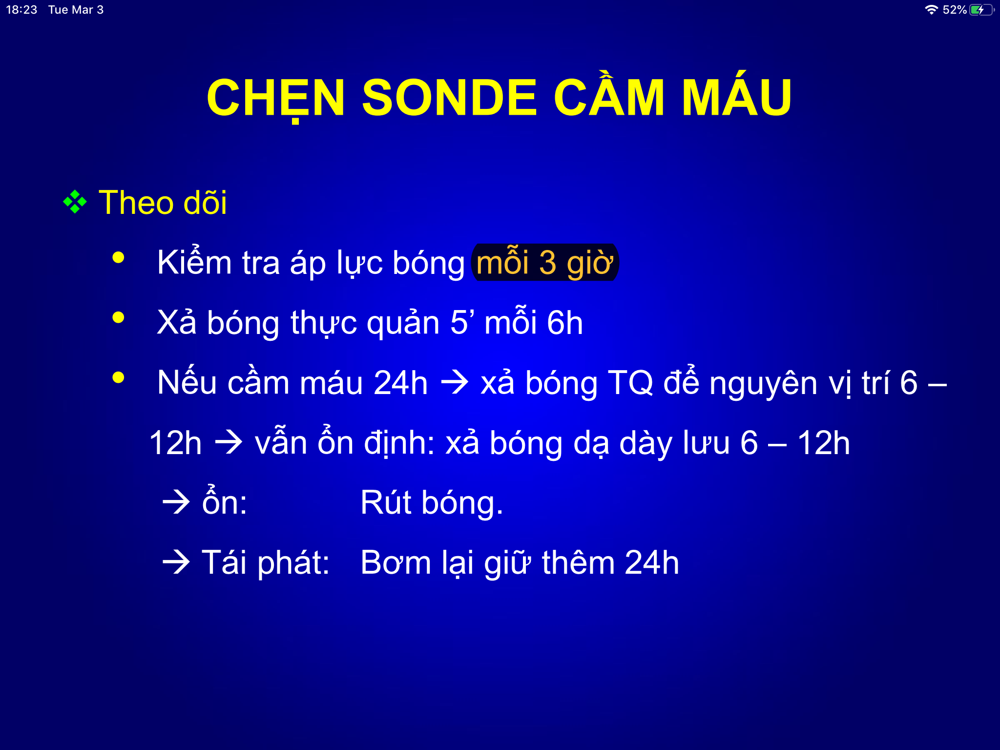 18:23 Tue Mar 3 52%
CHẸN SONDE CẦM MÁU
❖ Theo dõi
• Kiểm tra áp lực bóng mỗi 3 giờ
• Xả bóng thực quản 5’ mỗi 6h
• Nếu cầm máu 24h → xả bóng TQ để nguyên vị trí 6 –
12h → vẫn ổn định: xả bóng dạ dày lưu 6 – 12h
→ ổn: Rút bóng.
→ Tái phát: Bơm lại giữ thêm 24h